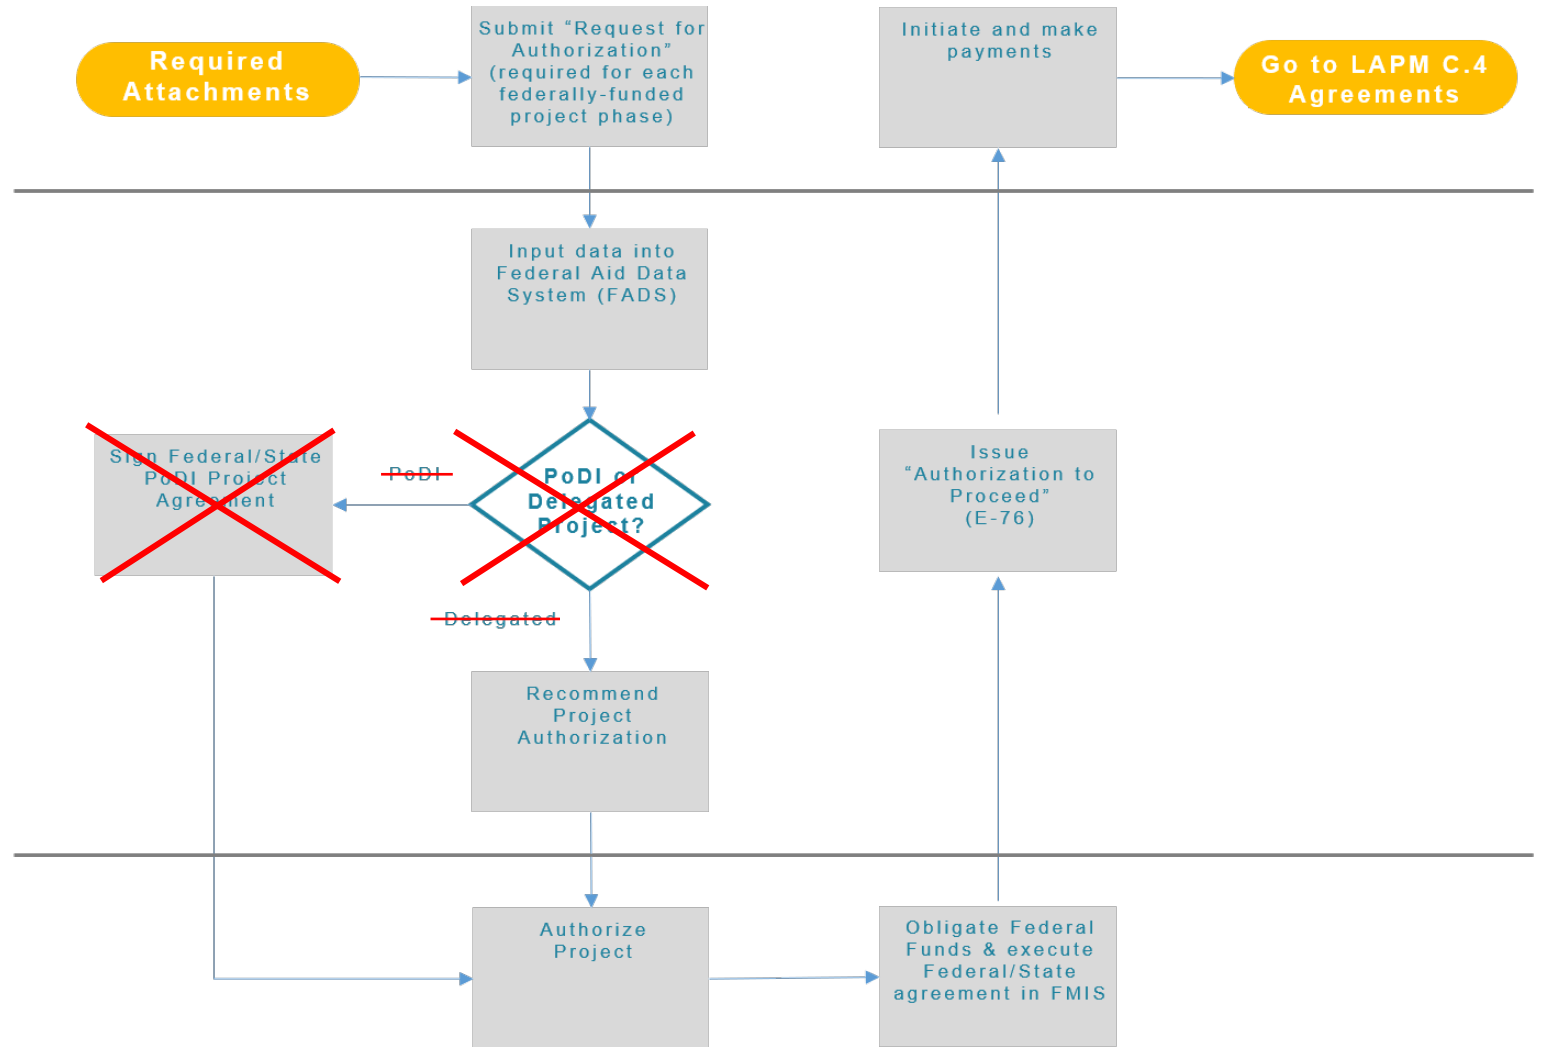 Required
Attachments
Submit “Request for
Authorization”
(required for each
federally-funded
project phase)
Initiate and make
payments
Go to LAPM C.4
Agreements
Input data into
Federal Aid Data
System (FADS)
Sign Federal/State
PoDI Project
Agreement
PoDI
PoDI or
Delegated
Project?
Issue
“Authorization to
Proceed”
(E-76)
Delegated
Recommend
Project
Authorization
Authorize
Project
Obligate Federal
Funds & execute
Federal/State
agreement in FMIS